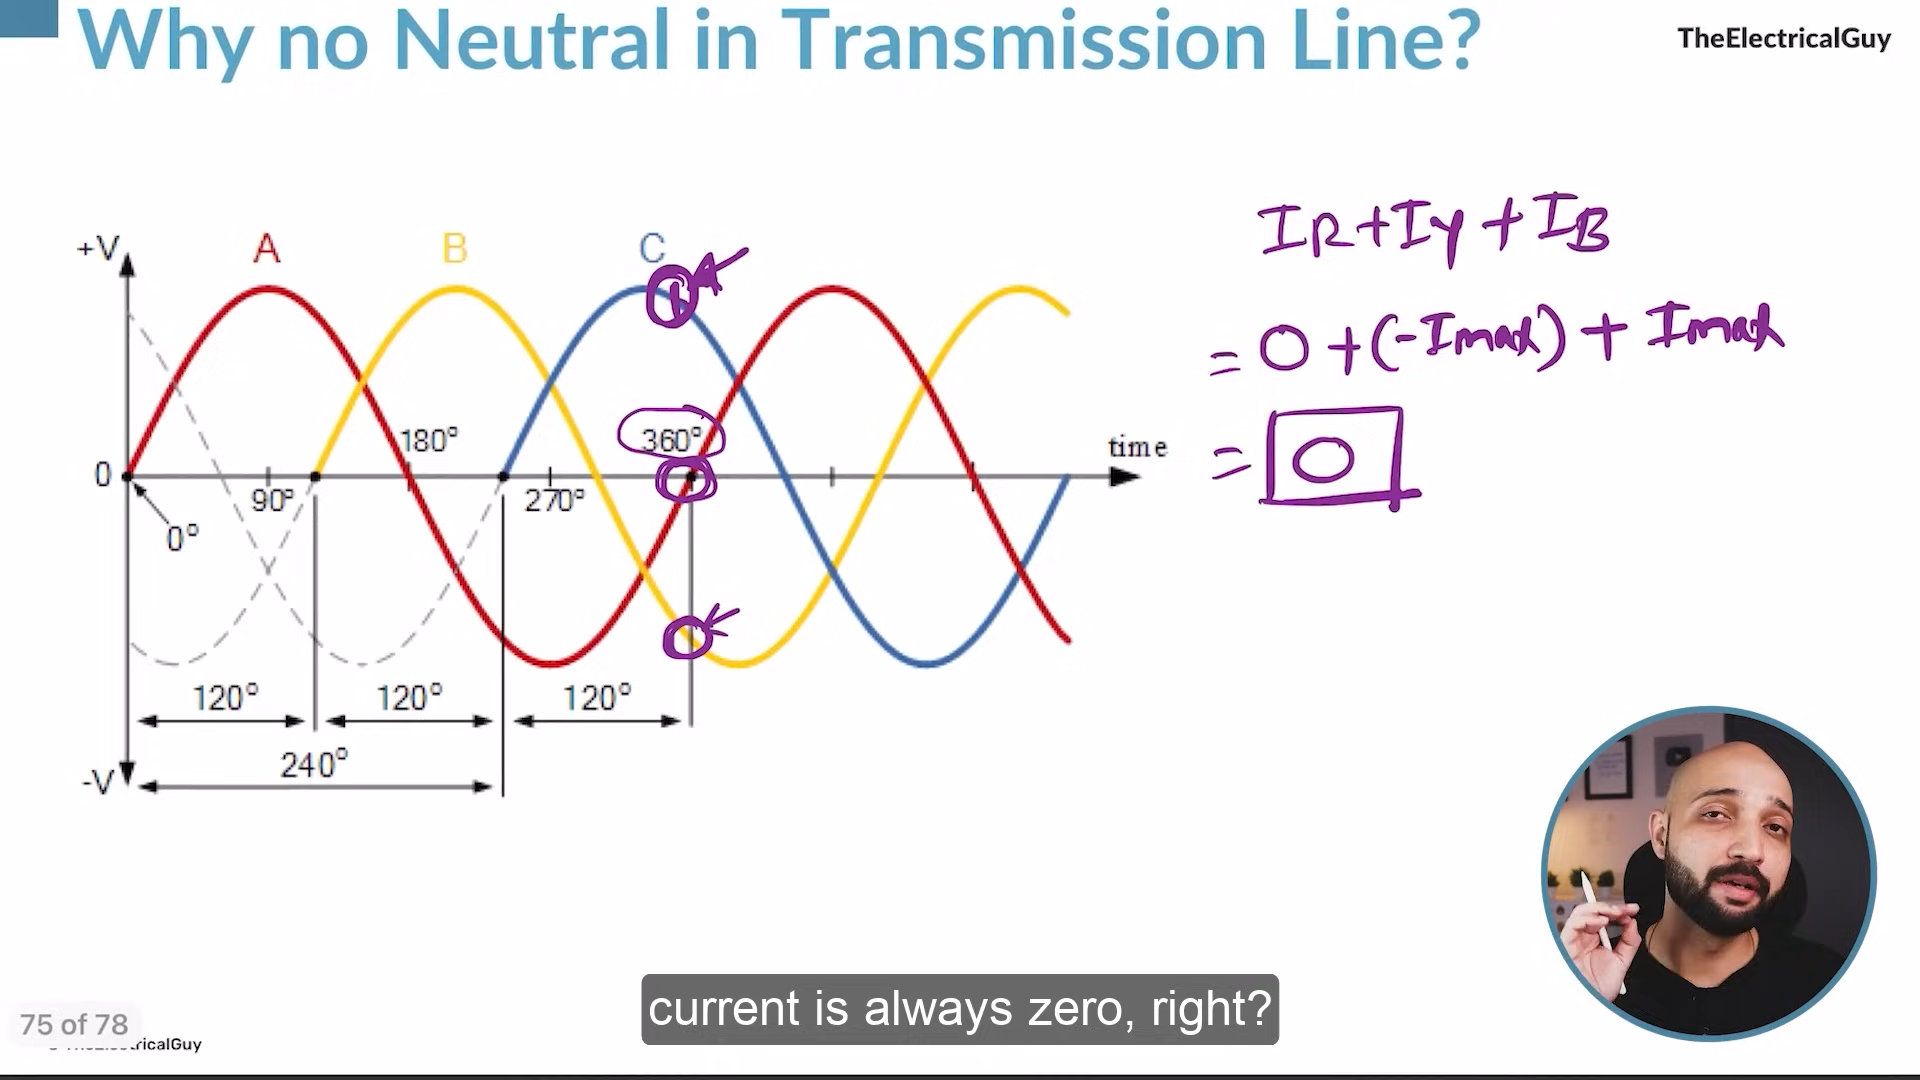 Why no Neutral in Transmission Line?
TheElectricalGuy
IR+IY+IB
= 0+(-Imax)+Imax
= 0
+V
A
B
C
180°
360°
time
0
90°
270°
0°
120°
120°
120°
240°
-V
current is always zero, right?
75 of 78